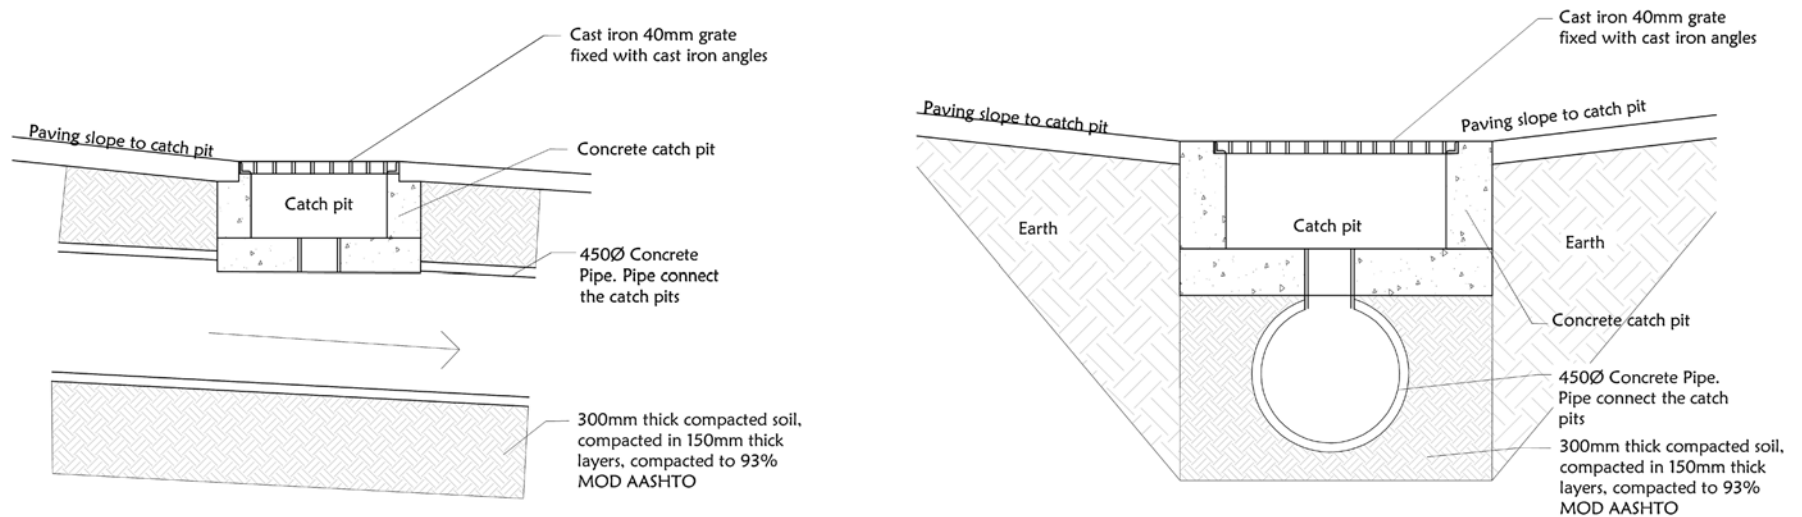 Cast iron 40mm grate
fixed with cast iron angles
Paving slope to catch pit
Concrete catch pit
Catch pit
450Ø Concrete
Pipe. Pipe connect
the catch pits
300mm thick compacted soil,
compacted in 150mm thick
layers, compacted to 93%
MOD AASHTO
Cast iron 40mm grate
fixed with cast iron angles
Paving slope to catch pit
Paving slope to catch pit
Earth
Catch pit
Earth
Concrete catch pit
450Ø Concrete Pipe.
Pipe connect the catch
pits
300mm thick compacted soil,
compacted in 150mm thick
layers, compacted to 93%
MOD AASHTO